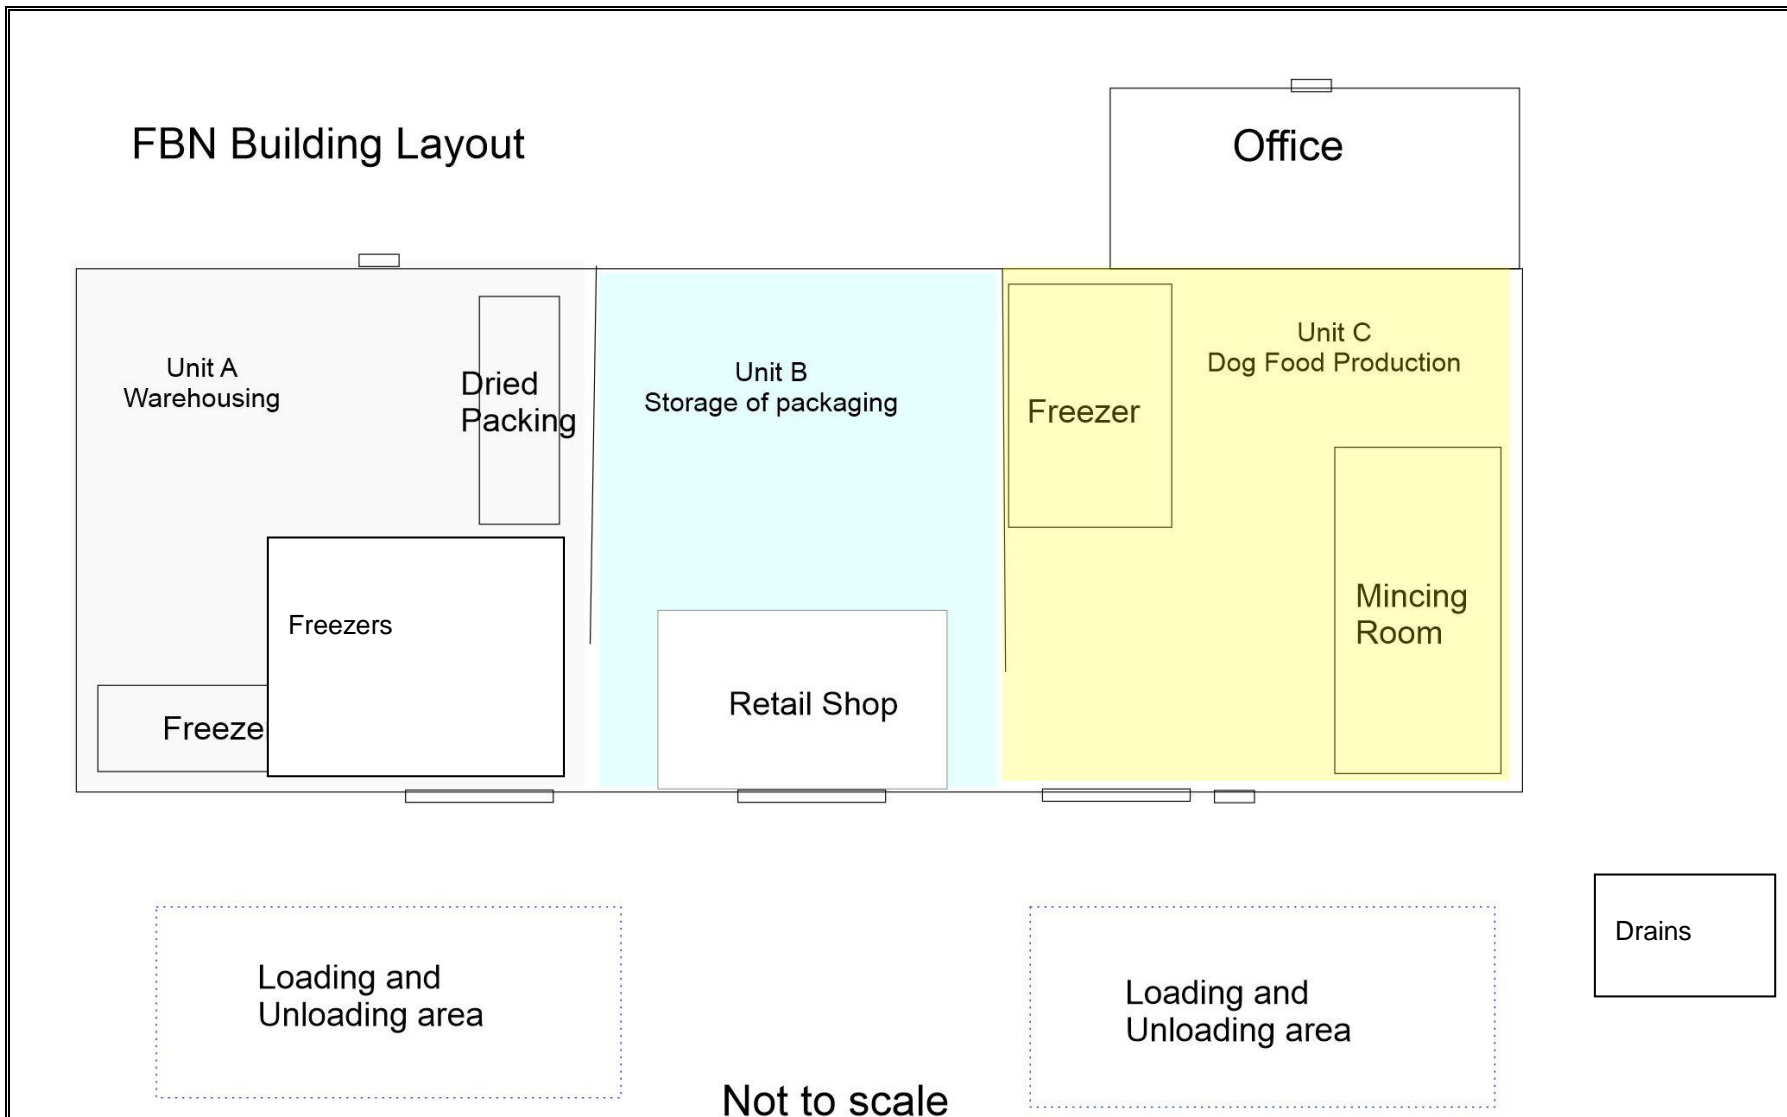 FBN Building Layout
Office
Unit A
Warehousing
Dried
Packing
Unit B
Storage of packaging
Unit C
Dog Food Production
Freezer
Freezers
Mincing
Room
Retail Shop
Freeze
Drains
Loading and
Unloading area
Loading and
Unloading area
Not to scale